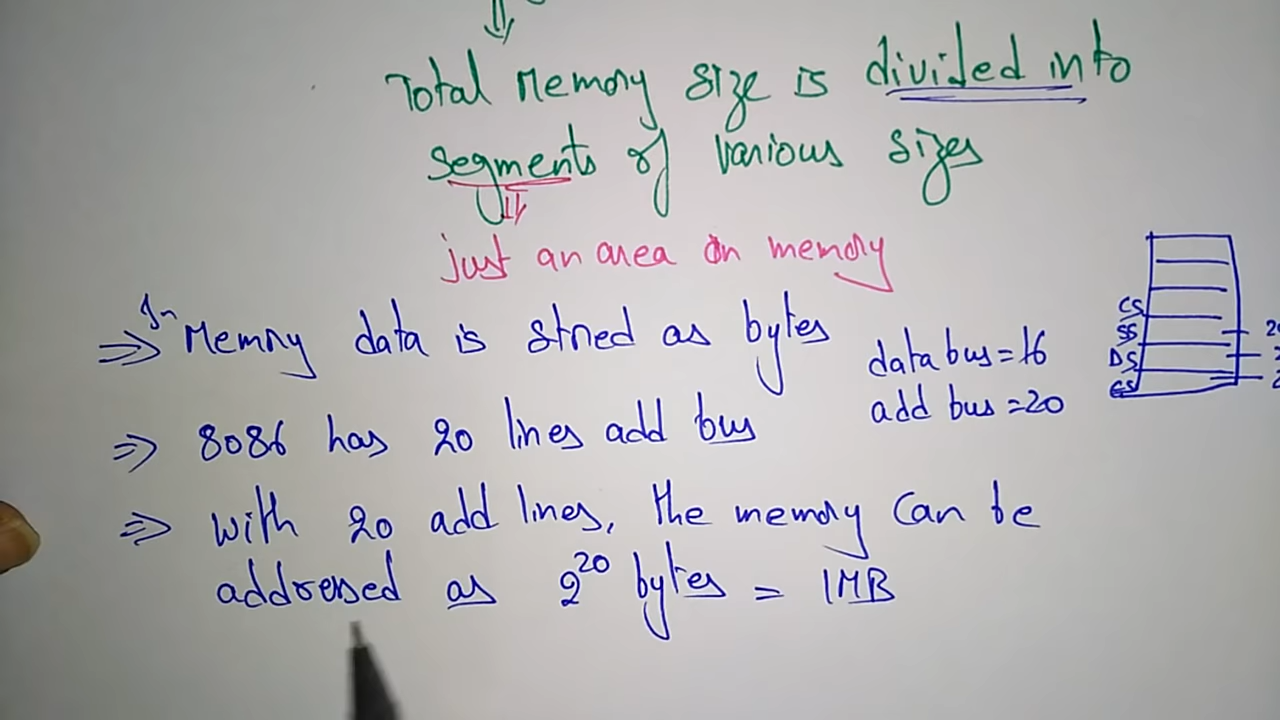 Total Memory size is divided into
segments of various sizes
just an area in memory
⇒ In Memory data is stored as bytes
data bus = 16
⇒ 8086 has 20 lines add bus
add bus = 20
⇒ with 20 add lines, the memory can be
addressed as 2^20 bytes = 1MB
CS
SS
DS